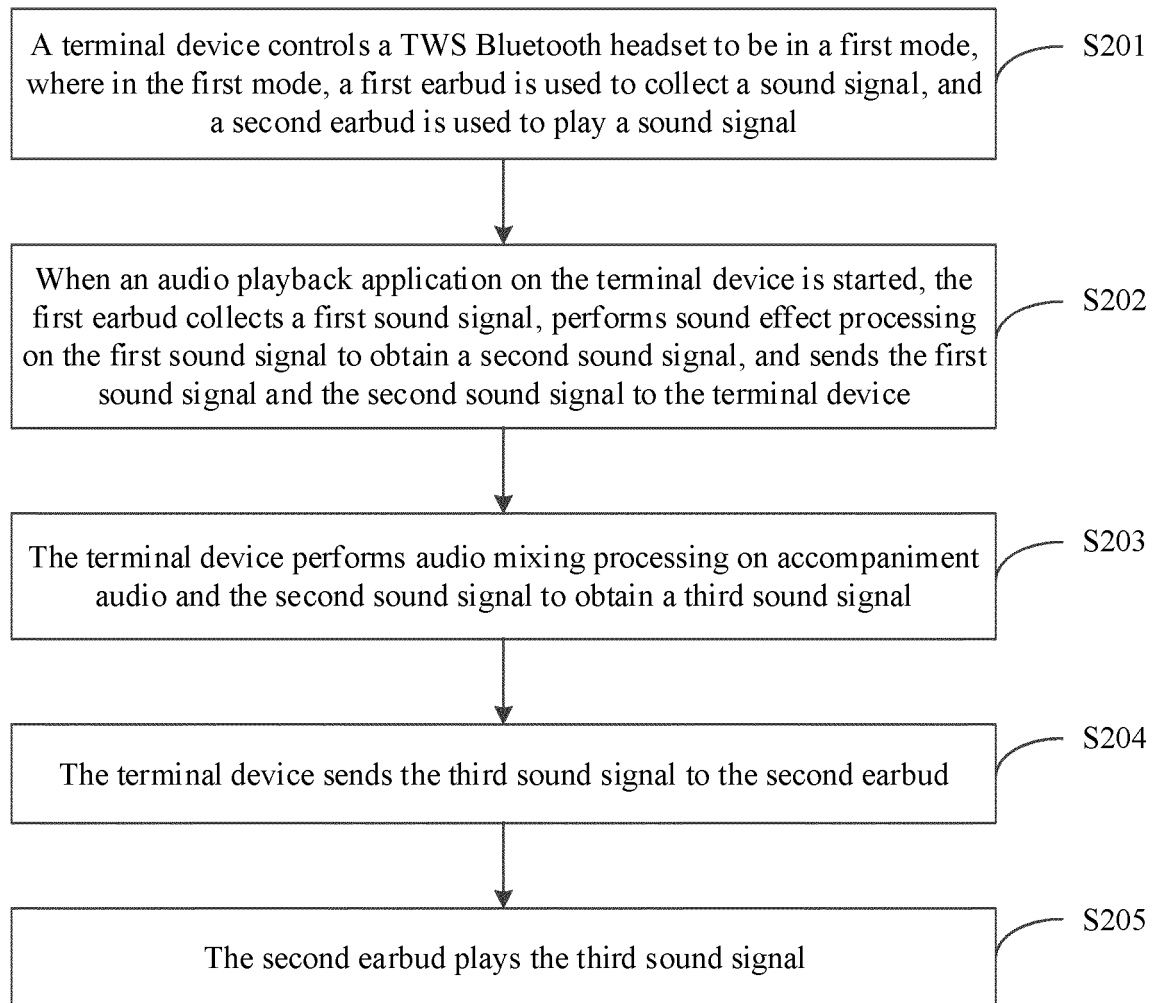 A terminal device controls a TWS Bluetooth headset to be in a first mode,
where in the first mode, a first earbud is used to collect a sound signal, and
a second earbud is used to play a sound signal
S201
When an audio playback application on the terminal device is started, the
first earbud collects a first sound signal, performs sound effect processing
on the first sound signal to obtain a second sound signal, and sends the first
sound signal and the second sound signal to the terminal device
S202
The terminal device performs audio mixing processing on accompaniment
audio and the second sound signal to obtain a third sound signal
S203
The terminal device sends the third sound signal to the second earbud
S204
The second earbud plays the third sound signal
S205